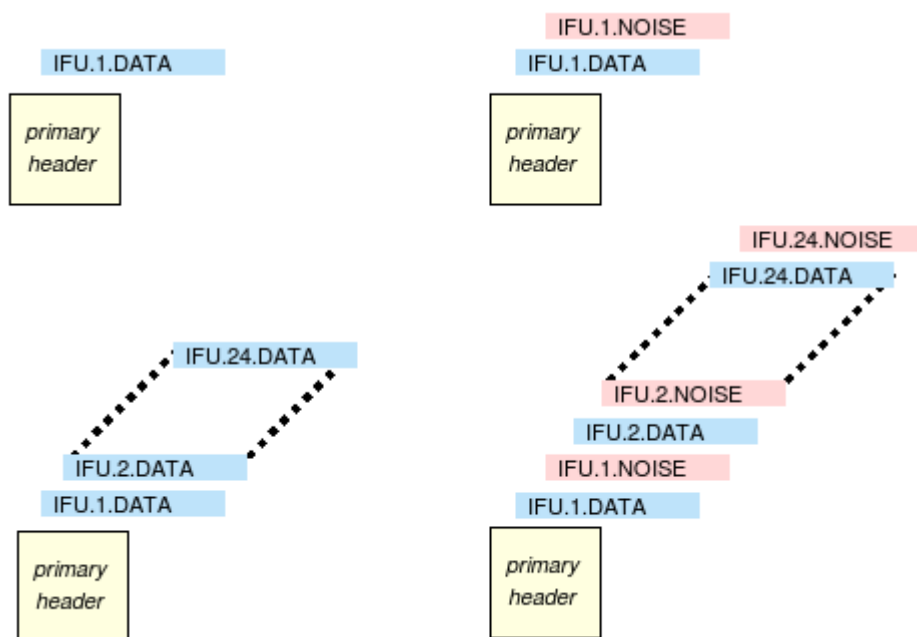 IFU.1.DATA
primary
header
IFU.1.NOISE
IFU.1.DATA
primary
header
IFU.24.DATA
IFU.2.DATA
IFU.1.DATA
primary
header
IFU.24.NOISE
IFU.24.DATA
IFU.2.NOISE
IFU.2.DATA
IFU.1.NOISE
IFU.1.DATA
primary
header